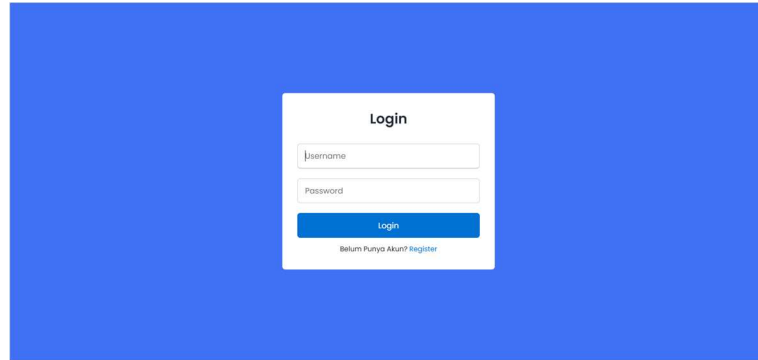 Login
Username
Password
Login
Belum Punya Akun? Register